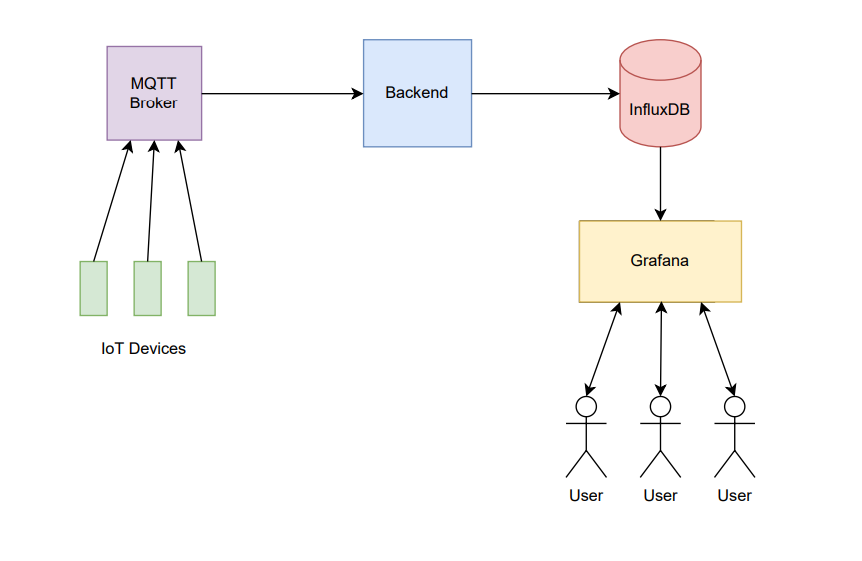 MQTT
Broker
Backend
InfluxDB
Grafana
IoT Devices
User
User
User